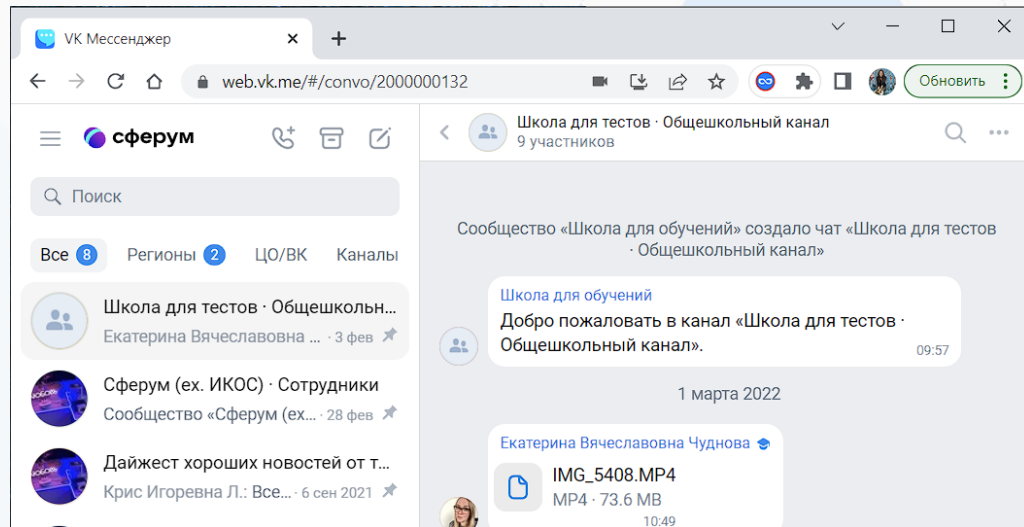 VK Мессенджер
web.vk.me/#/convo/2000000132
Обновить
сферум
Поиск
Все 8 Регионы 2 ЦО/ВК Каналы
Школа для тестов · Общешкольн...
Екатерина Вячеславовна ... · 3 фев
Сферум (ех. ИКОС) · Сотрудники
Сообщество «Сферум (ех... · 28 фев
Дайжест хороших новостей от т...
Крис Игоревна Л.: Все... · 6 сен 2021
Школа для тестов · Общешкольный канал
9 участников
Сообщество «Школа для обучений» создало чат «Школа для тестов
· Общешкольный канал»
Школа для обучений
Добро пожаловать в канал «Школа для тестов ·
Общешкольный канал».
09:57
1 марта 2022
Екатерина Вячеславовна Чуднова
IMG_5408.MP4
MP4 · 73.6 MB
10:49